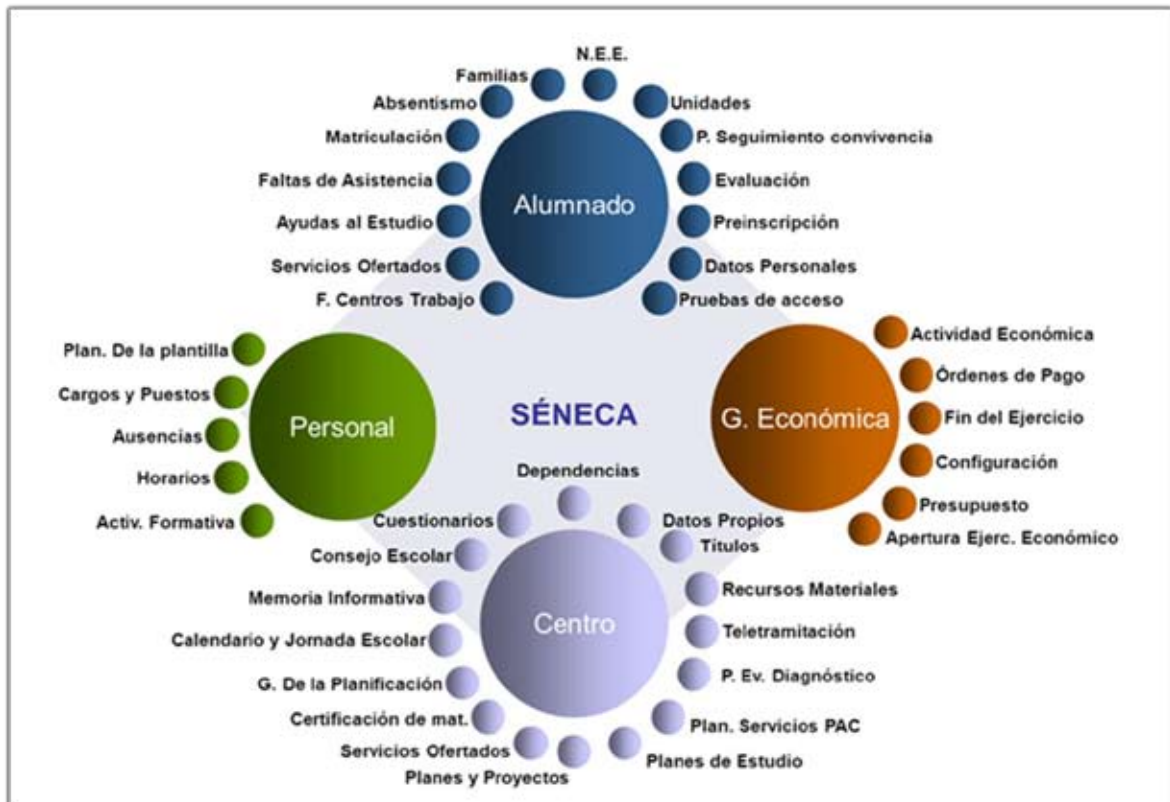 N.E.E.
Familias
Unidades
Absentismo
P. Seguimiento convivencia
Matriculación
Evaluación
Faltas de Asistencia
Alumnado
Preinscripción
Ayudas al Estudio
Datos Personales
Servicios Ofertados
Pruebas de acceso
F. Centros Trabajo
Plan. De la plantilla
Cargos y Puestos
Ausencias
Horarios
Activ. Formativa
Personal
SÉNECA
G. Económica
Actividad Económica
Órdenes de Pago
Fin del Ejercicio
Configuración
Presupuesto
Apertura Ejerc. Económico
Dependencias
Cuestionarios
Datos Propios
Consejo Escolar
Titulos
Memoria Informativa
Recursos Materiales
Calendario y Jornada Escolar
Centro
Teletramitación
G. De la Planificación
P. Ev. Diagnóstico
Certificación de mat.
Plan. Servicios PAC
Servicios Ofertados
Planes de Estudio
Planes y Proyectos